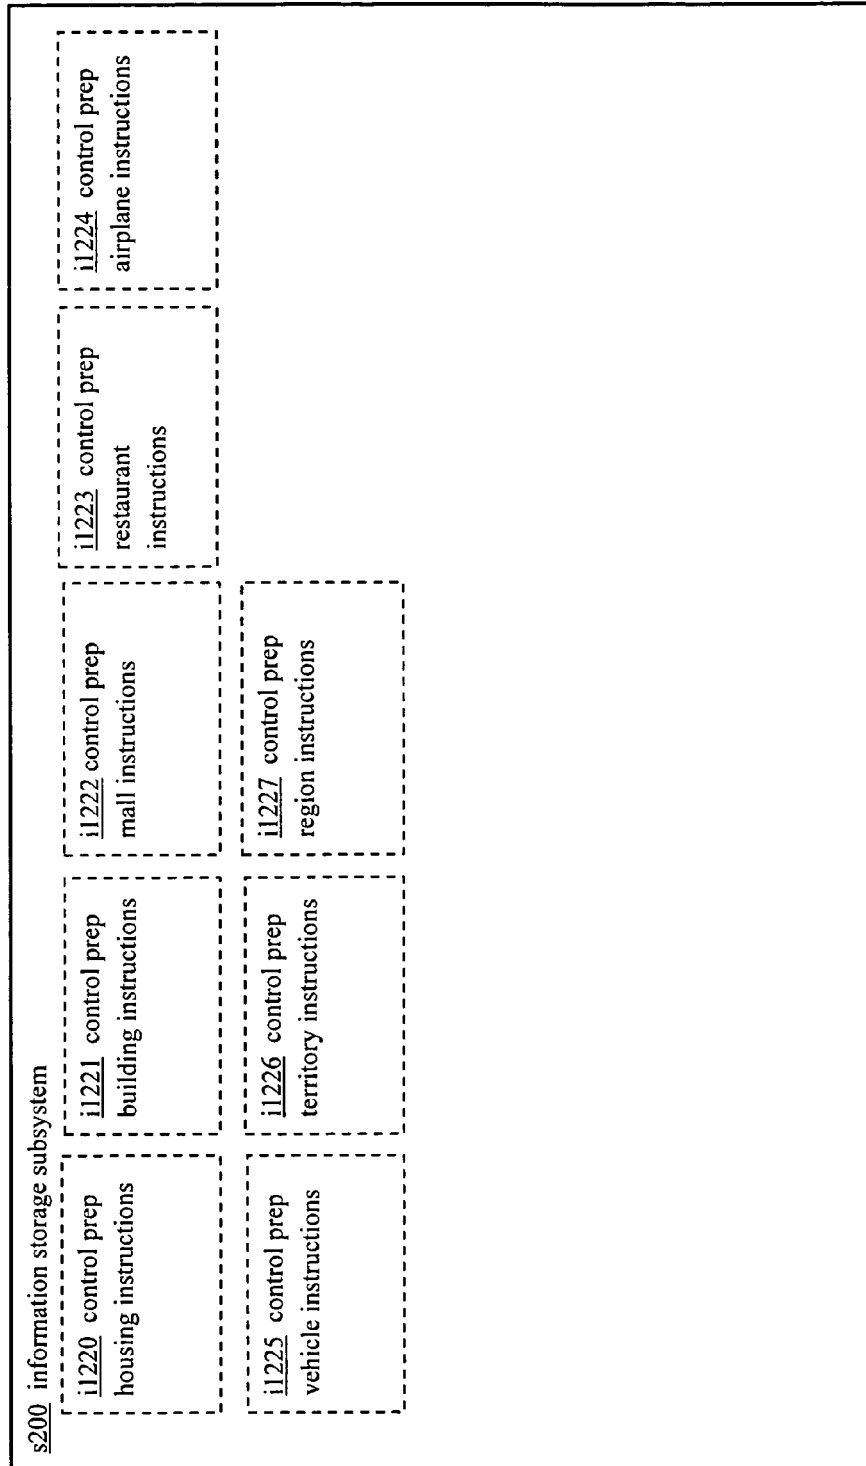 s200 information storage subsystem
i1220 control prep
housing instructions
i1221 control prep
building instructions
i1222 control prep
mall instructions
i1223 control prep
restaurant
instructions
i1224 control prep
airplane instructions
i1225 control prep
vehicle instructions
i1226 control prep
territory instructions
i1227 control prep
region instructions